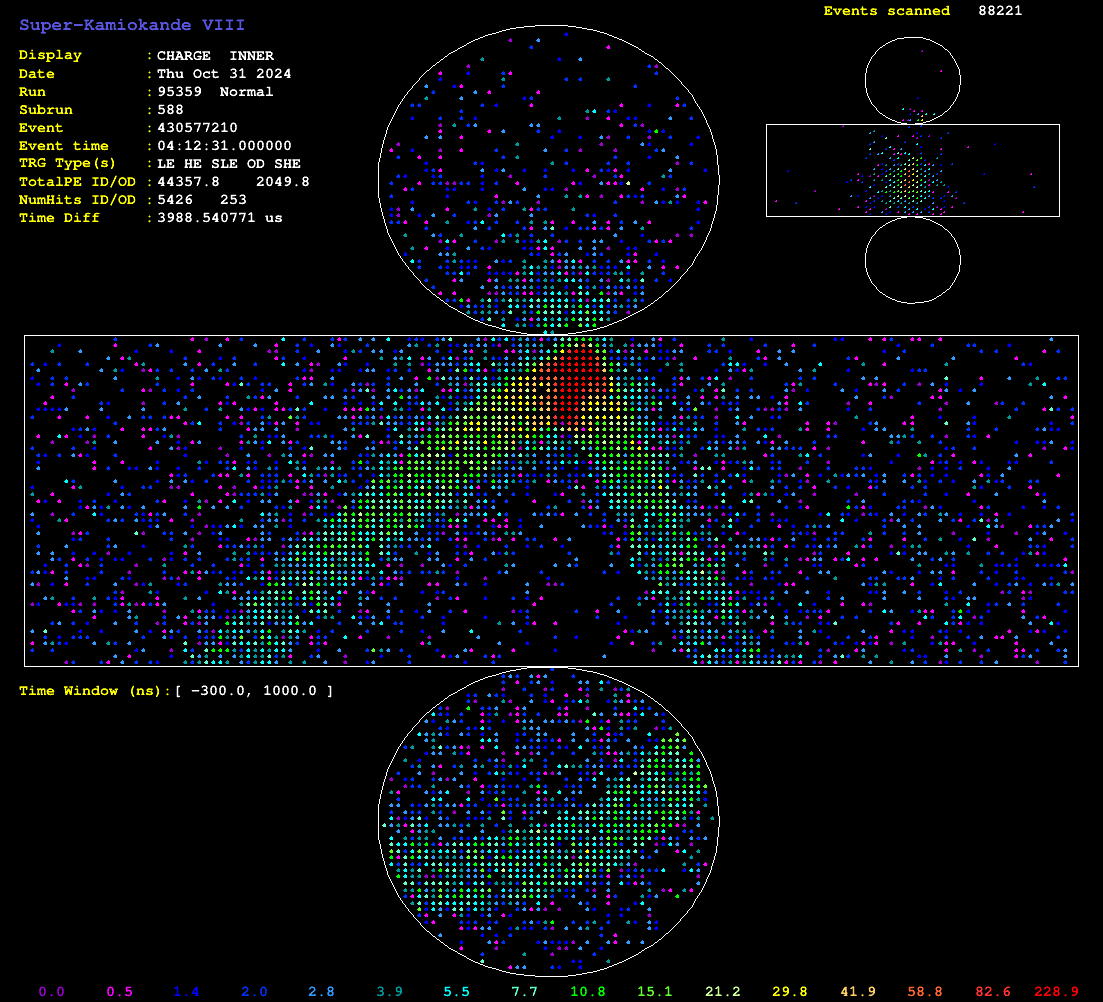 Super-Kamiokande VIII
Events scanned 88221
Display : CHARGE INNER
Date : Thu Oct 31 2024
Run : 95359 Normal
Subrun : 588
Event : 430577210
Event time : 04:12:31.000000
TRG Type(s) : LE HE SLE OD SHE
TotalPE ID/OD : 44357.8 2049.8
NumHits ID/OD : 5426 253
Time Diff : 3988.540771 us
Time Window (ns):[ -300.0, 1000.0 ]
0.0 0.5 1.4 2.0 2.8 3.9 5.5 7.7 10.8 15.1 21.2 29.8 41.9 58.8 82.6 228.9